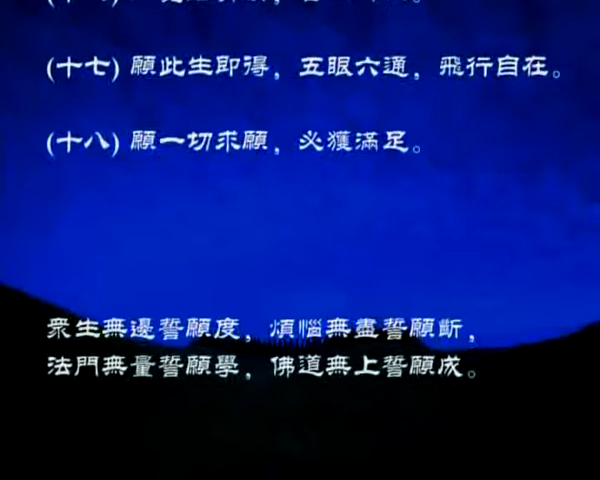 (十七) 願此生即得，五眼六通，飛行自在。
(十八) 願一切求願，必獲滿足。
眾生無邊誓願度，煩惱無盡誓願斷，
法門無量誓願學，佛道無上誓願成。